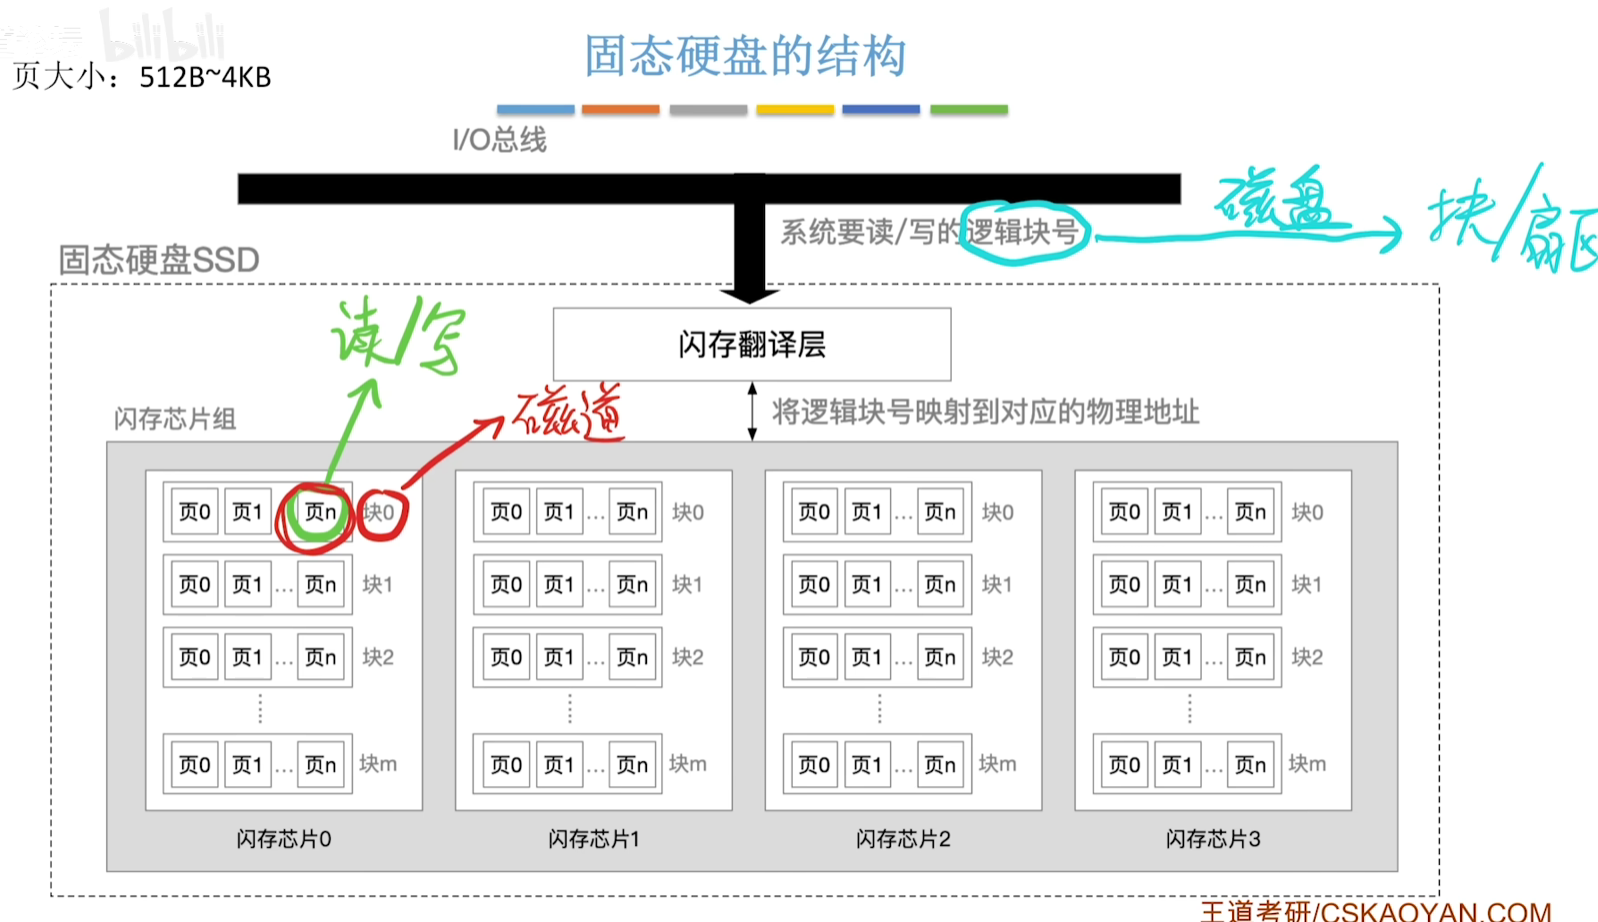 bilibili
固态硬盘的结构
页大小：512B~4KB
I/O总线
系统要读/写的逻辑块号
磁盘
块/扇区
固态硬盘SSD
读/写
闪存翻译层
磁道
将逻辑块号映射到对应的物理地址
闪存芯片组
页0 页1 页n 块0 页0 页1 ... 页n 块0 页0 页1 ... 页n 块0 页0 页1 ... 页n 块0
页0 页1 ... 页n 块1 页0 页1 ... 页n 块1 页0 页1 ... 页n 块1 页0 页1 ... 页n 块1
页0 页1 ... 页n 块2 页0 页1 ... 页n 块2 页0 页1 ... 页n 块2 页0 页1 ... 页n 块2
页0 页1 ... 页n 块m 页0 页1 ... 页n 块m 页0 页1 ... 页n 块m 页0 页1 ... 页n 块m
闪存芯片0 闪存芯片1 闪存芯片2 闪存芯片3
王道考研/CSKAOYAN.COM